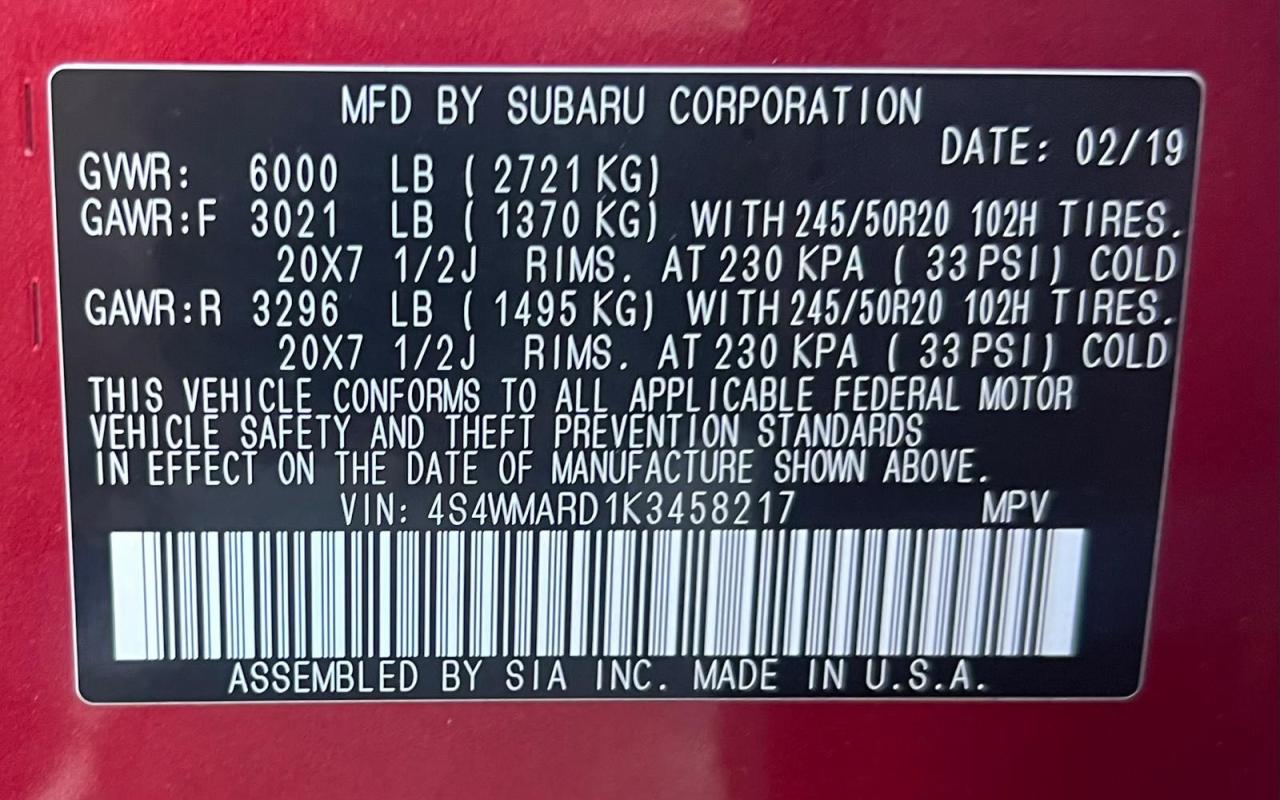 MFD BY SUBARU CORPORATION
DATE: 02/19
GVWR: 6000 LB ( 2721 KG)
GAWR:F 3021 LB ( 1370 KG) WITH 245/50R20 102H TIRES.
20X7 1/2J RIMS. AT 230 KPA ( 33 PSI) COLD
GAWR:R 3296 LB ( 1495 KG) WITH 245/50R20 102H TIRES.
20X7 1/2J RIMS. AT 230 KPA ( 33 PSI) COLD
THIS VEHICLE CONFORMS TO ALL APPLICABLE FEDERAL MOTOR
VEHICLE SAFETY AND THEFT PREVENTION STANDARDS
IN EFFECT ON THE DATE OF MANUFACTURE SHOWN ABOVE.
VIN: 4S4WMARD1K3458217 MPV
ASSEMBLED BY SIA INC. MADE IN U.S.A.